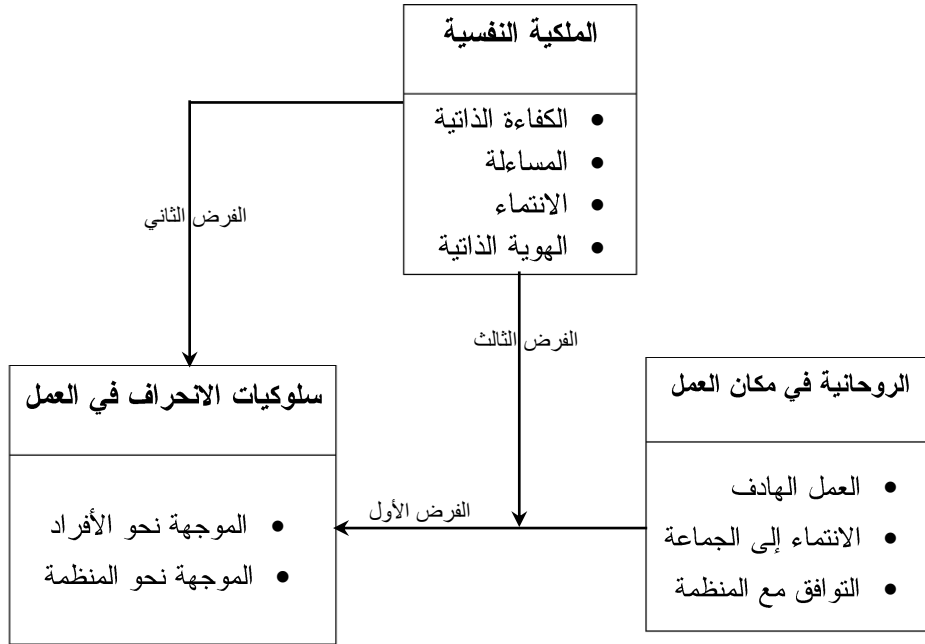 الملكية النفسية
• الكفاءة الذاتية
• المساءلة
• الانتماء
• الهوية الذاتية
الفرض الثاني
الفرض الثالث
الروحانية في مكان العمل
• العمل الهادف
• الانتماء إلى الجماعة
• التوافق مع المنظمة
الفرض الأول
سلوكيات الانحراف في العمل
• الموجهة نحو الأفراد
• الموجهة نحو المنظمة